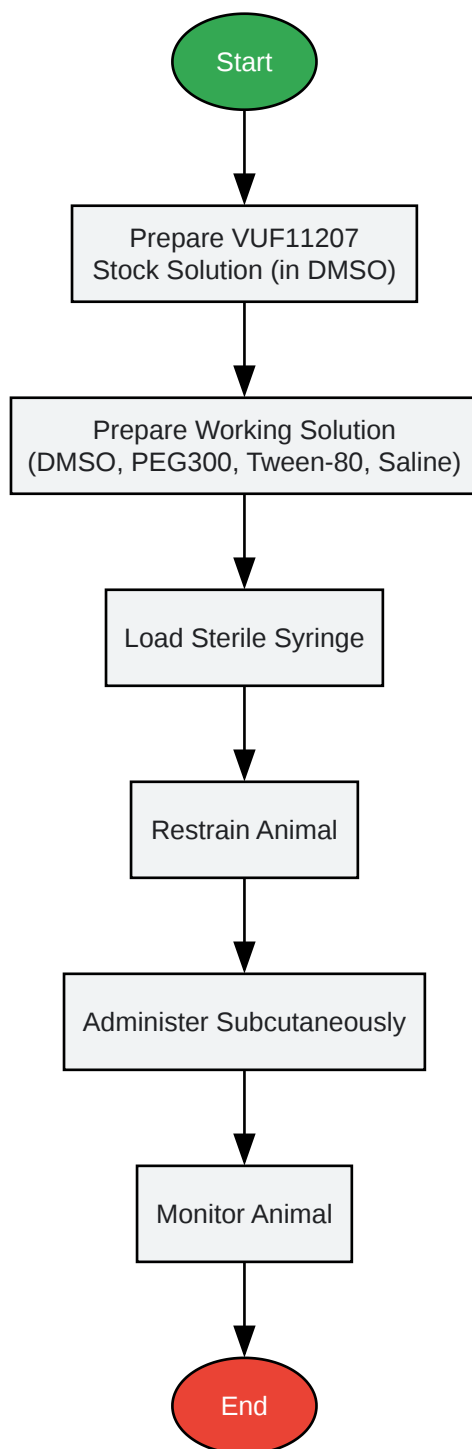 Start
Prepare VUF11207
Stock Solution (in DMSO)
Prepare Working Solution
(DMSO, PEG300, Tween-80, Saline)
Load Sterile Syringe
Restrain Animal
Administer Subcutaneously
Monitor Animal
End